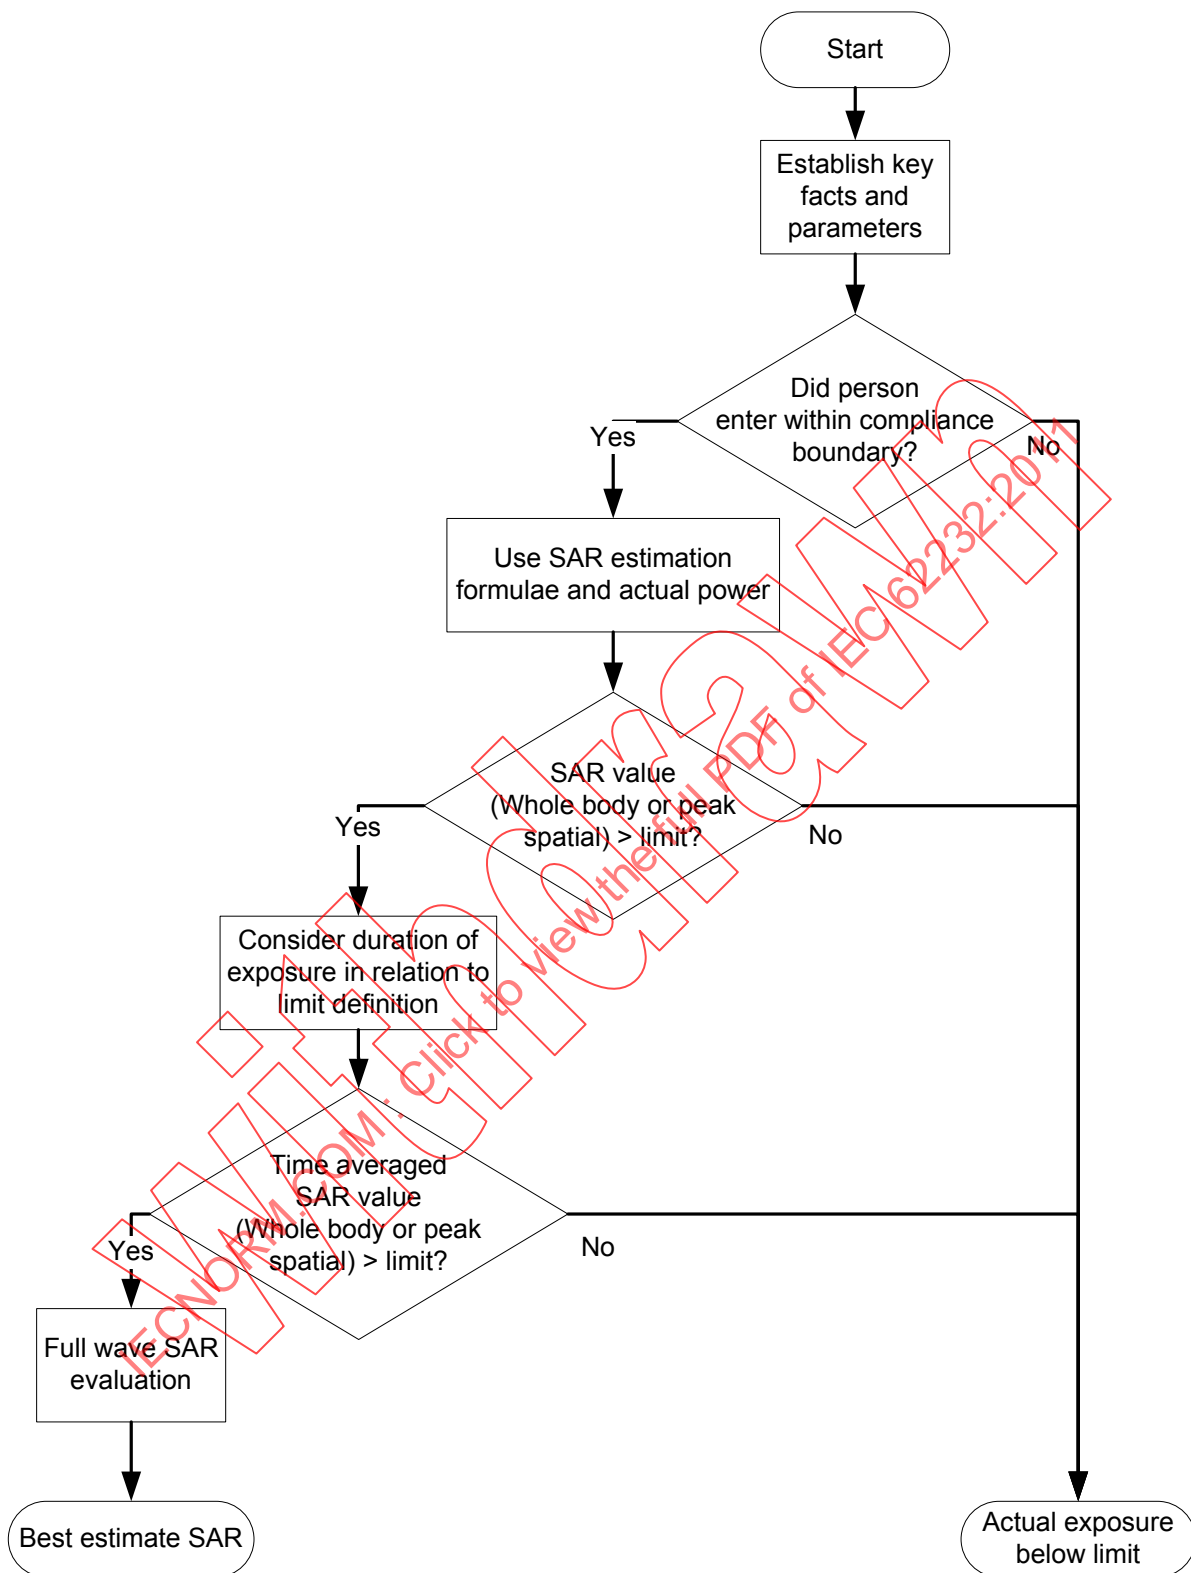 Start
Establish key
facts and
parameters
Did person
enter within compliance
boundary?
Yes
No
Use SAR estimation
formulae and actual power
SAR value
(Whole body or peak
spatial) > limit?
Yes
No
Consider duration of
exposure in relation to
limit definition
Time averaged
SAR value
(Whole body or peak
spatial) > limit?
Yes
No
Full wave SAR
evaluation
Best estimate SAR
Actual exposure
below limit
Withdrawn
IECNORM.COM : Click to view the full PDF of IEC 62232:2011